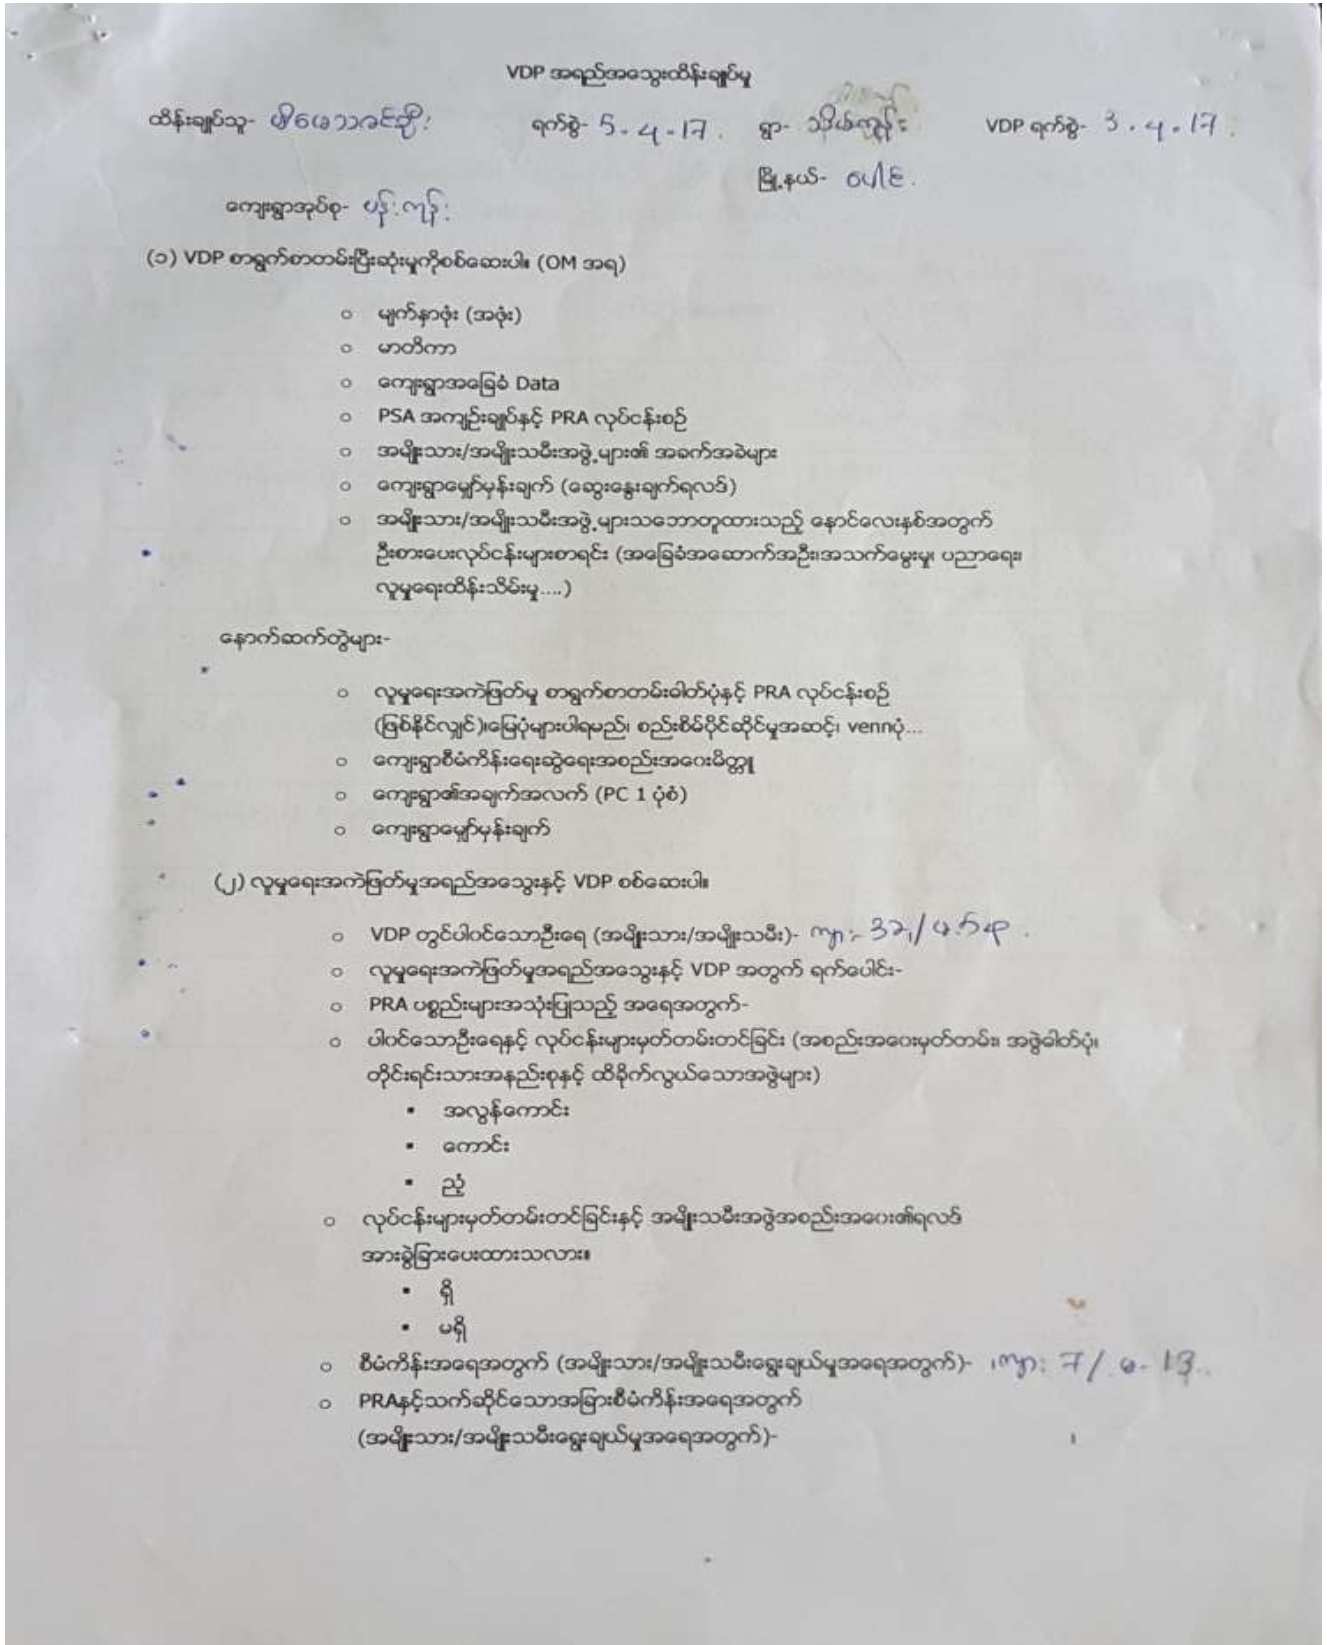 VDP အရည်အသွေးထိန်းချုပ်မှု
ထိန်းချုပ်သူ- ရက်စွဲ- 5.4.17. ရွာ- VDP ရက်စွဲ- 3.4.17.
မြို့နယ်- ပေါင်.
ကျေးရွာအုပ်စု- ပန်းကုန်း
(၁) VDP စာရွက်စာတမ်းပြီးဆုံးမှုကိုစစ်ဆေးပါ။ (OM အရ)
○ မျက်နှာဖုံး (အဖုံး)
○ မာတိကာ
○ ကျေးရွာအခြေခံ Data
○ PSA အကျဉ်းချုပ်နှင့် PRA လုပ်ငန်းစဉ်
○ အမျိုးသား/အမျိုးသမီးအဖွဲ့များ၏ အခက်အခဲများ
○ ကျေးရွာမျှော်မှန်းချက် (ဆွေးနွေးချက်ရလဒ်)
○ အမျိုးသား/အမျိုးသမီးအဖွဲ့များသဘောတူထားသည့် နောင်လေးနှစ်အတွက်
ဦးစားပေးလုပ်ငန်းများစာရင်း (အခြေခံအဆောက်အဦး၊အသက်မွေးမှု၊ ပညာရေး၊
လူမှုရေးထိန်းသိမ်းမှု....)
နောက်ဆက်တွဲများ-
○ လူမှုရေးအကဲဖြတ်မှု စာရွက်စာတမ်းဓါတ်ပုံနှင့် PRA လုပ်ငန်းစဉ်
(ဖြစ်နိုင်လျှင်)၊မြေပုံများပါရမည်၊ စည်းစိမ်ပိုင်ဆိုင်မှုအဆင့်၊ vennပုံ...
○ ကျေးရွာစီမံကိန်းရေးဆွဲရေးအစည်းအဝေးမိတ္တူ
○ ကျေးရွာ၏အချက်အလက် (PC 1 ပုံစံ)
○ ကျေးရွာမျှော်မှန်းချက်
(၂) လူမှုရေးအကဲဖြတ်မှုအရည်အသွေးနှင့် VDP စစ်ဆေးပါ။
○ VDP တွင်ပါဝင်သောဦးရေ (အမျိုးသား/အမျိုးသမီး)-
○ လူမှုရေးအကဲဖြတ်မှုအရည်အသွေးနှင့် VDP အတွက် ရက်ပေါင်း-
○ PRA ပစ္စည်းများအသုံးပြုသည့် အရေအတွက်-
○ ပါဝင်သောဦးရေနှင့် လုပ်ငန်းများမှတ်တမ်းတင်ခြင်း (အစည်းအဝေးမှတ်တမ်း၊ အဖွဲဓါတ်ပုံ၊
တိုင်းရင်းသားအနည်းစုနှင့် ထိခိုက်လွယ်သောအဖွဲများ)
▪ အလွန်ကောင်း
▪ ကောင်း
▪ ညံ့
○ လုပ်ငန်းများမှတ်တမ်းတင်ခြင်းနှင့် အမျိုးသမီးအဖွဲအစည်းအဝေး၏ရလဒ်
အားခွဲခြားပေးထားသလား။
▪ ရှိ
▪ မရှိ
○ စီမံကိန်းအရေအတွက် (အမျိုးသား/အမျိုးသမီးရွေးချယ်မှုအရေအတွက်)- ကျား 7/ မ- 13
○ PRAနှင့်သက်ဆိုင်သောအခြားစီမံကိန်းအရေအတွက်
(အမျိုးသား/အမျိုးသမီးရွေးချယ်မှုအရေအတွက်)-